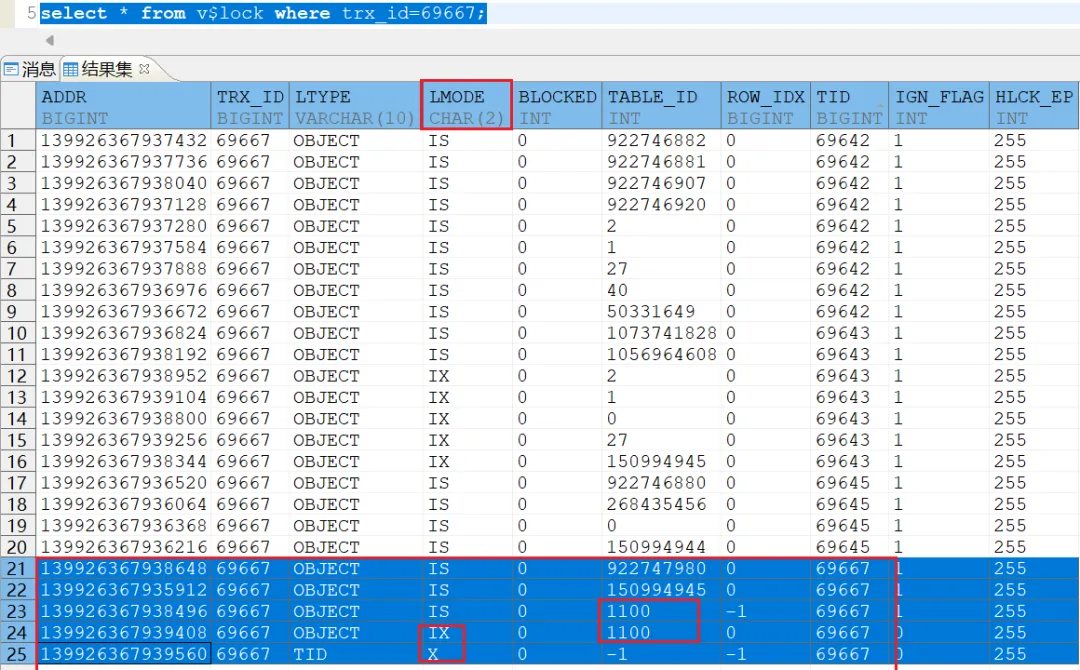 5 select * from v$lock where trx_id=69667;
消息 结果集
ADDR TRX_ID LTYPE LMODE BLOCKED TABLE_ID ROW_IDX TID IGN_FLAG HLCK_EP
BIGINT BIGINT VARCHAR(10) CHAR(2) INT INT BIGINT BIGINT INT INT
1 139926367937432 69667 OBJECT IS 0 922746882 0 69642 1 255
2 139926367937736 69667 OBJECT IS 0 922746881 0 69642 1 255
3 139926367938040 69667 OBJECT IS 0 922746907 0 69642 1 255
4 139926367937128 69667 OBJECT IS 0 922746920 0 69642 1 255
5 139926367937280 69667 OBJECT IS 0 2 0 69642 1 255
6 139926367937584 69667 OBJECT IS 0 1 0 69642 1 255
7 139926367937888 69667 OBJECT IS 0 27 0 69642 1 255
8 139926367936976 69667 OBJECT IS 0 40 0 69642 1 255
9 139926367936672 69667 OBJECT IS 0 50331649 0 69642 1 255
10 139926367936824 69667 OBJECT IS 0 1073741828 0 69643 1 255
11 139926367938192 69667 OBJECT IS 0 1056964608 0 69643 1 255
12 139926367938952 69667 OBJECT IX 0 2 0 69643 1 255
13 139926367939104 69667 OBJECT IX 0 1 0 69643 1 255
14 139926367938800 69667 OBJECT IX 0 0 0 69643 1 255
15 139926367939256 69667 OBJECT IX 0 27 0 69643 1 255
16 139926367938344 69667 OBJECT IX 0 150994945 0 69643 1 255
17 139926367936520 69667 OBJECT IS 0 922746880 0 69645 1 255
18 139926367936064 69667 OBJECT IS 0 268435456 0 69645 1 255
19 139926367936368 69667 OBJECT IS 0 0 0 69645 1 255
20 139926367936216 69667 OBJECT IS 0 150994944 0 69645 1 255
21 139926367938648 69667 OBJECT IS 0 922747980 0 69667 1 255
22 139926367935912 69667 OBJECT IS 0 150994945 0 69667 1 255
23 139926367938496 69667 OBJECT IS 0 1100 -1 69667 1 255
24 139926367939408 69667 OBJECT IX 0 1100 0 69667 0 255
25 139926367939560 69667 TID X 0 -1 -1 69667 0 255